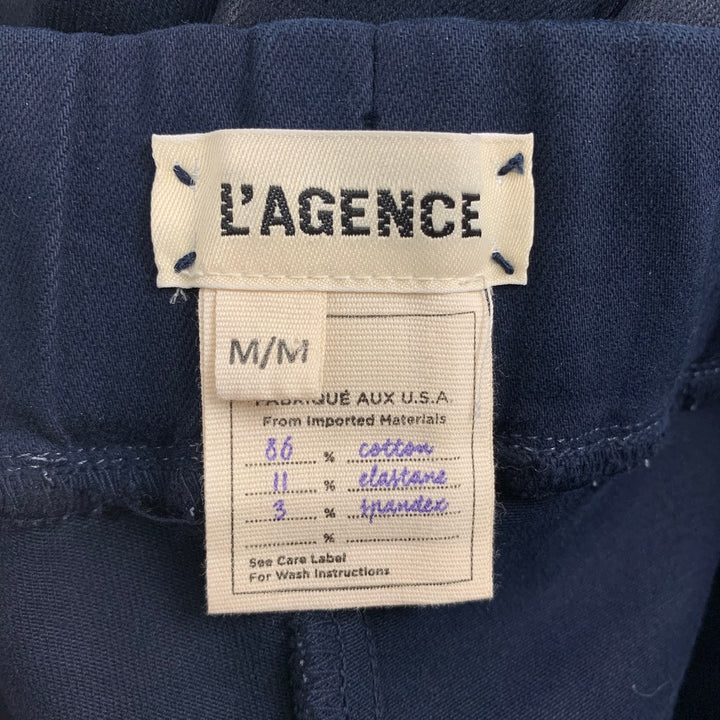 L'AGENCE
M/M
FABRIQUÉ AUX U.S.A.
From Imported Materials
86 % cotton
11 % elastane
3 % spandex
%
See Care Label
For Wash Instructions